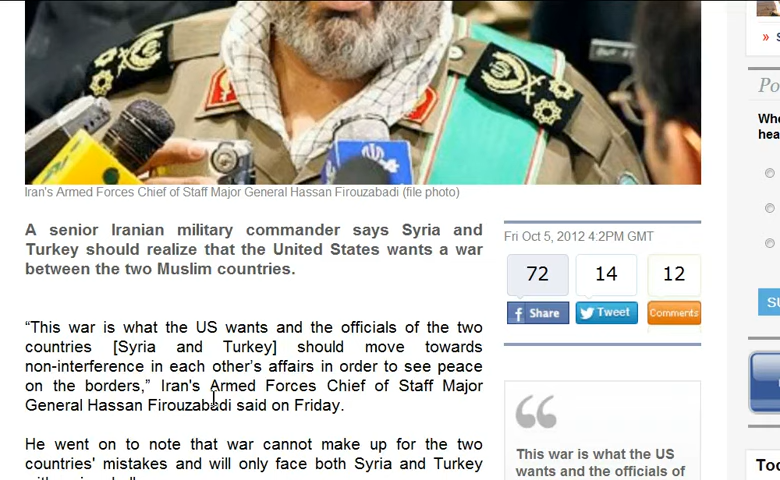 Iran's Armed Forces Chief of Staff Major General Hassan Firouzabadi (file photo)
A senior Iranian military commander says Syria and
Turkey should realize that the United States wants a war
between the two Muslim countries.
“This war is what the US wants and the officials of the two
countries [Syria and Turkey] should move towards
non-interference in each other’s affairs in order to see peace
on the borders,” Iran's Armed Forces Chief of Staff Major
General Hassan Firouzabadi said on Friday.
He went on to note that war cannot make up for the two
countries' mistakes and will only face both Syria and Turkey
Fri Oct 5, 2012 4:2PM GMT
72 14 12
Share Tweet Comments
This war is what the US
wants and the officials of